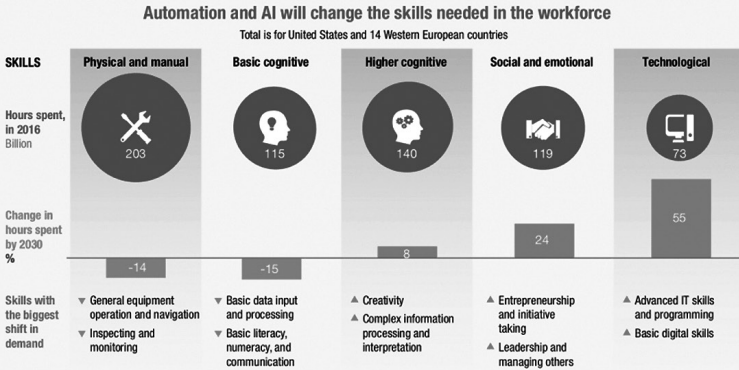 Automation and AI will change the skills needed in the workforce
Total is for United States and 14 Western European countries
SKILLS
Physical and manual
Basic cognitive
Higher cognitive
Social and emotional
Technological
Hours spent,
in 2016
Billion
203
115
140
119
73
Change in
hours spent
by 2030
%
-14
-15
8
24
55
Skills with
the biggest
shift in
demand
General equipment
operation and navigation
Inspecting and
monitoring
Basic data input
and processing
Basic literacy,
numeracy, and
communication
Creativity
Complex information
processing and
interpretation
Entrepreneurship
and initiative
taking
Leadership and
managing others
Advanced IT skills
and programming
Basic digital skills